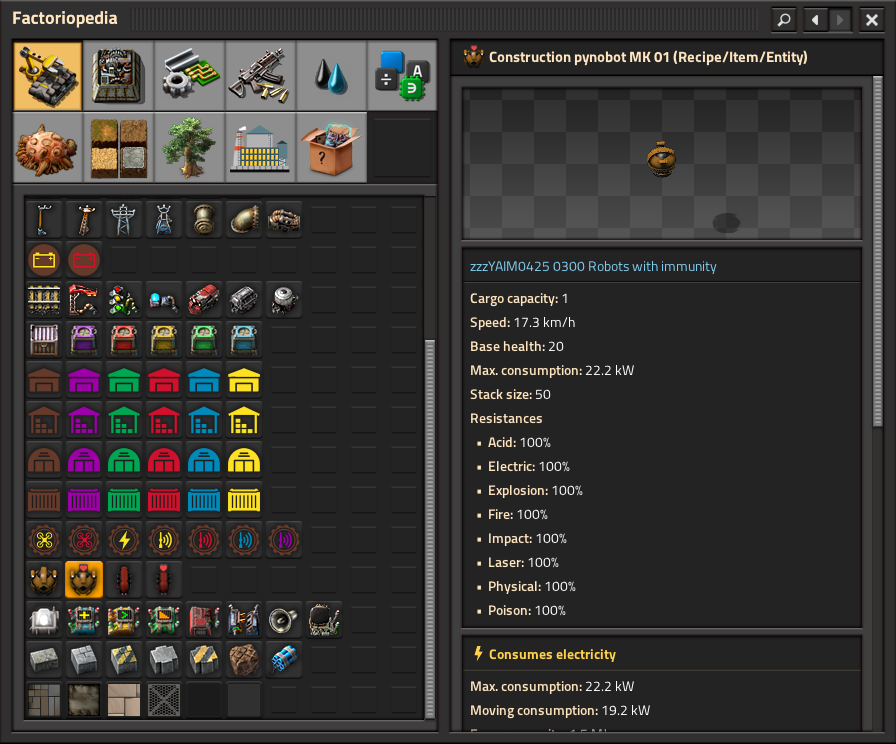 Factoriopedia
Construction pynobot MK 01 (Recipe/Item/Entity)
zzzYAIM0425 0300 Robots with immunity
Cargo capacity: 1
Speed: 17.3 km/h
Base health: 20
Max. consumption: 22.2 kW
Stack size: 50
Resistances
▪ Acid: 100%
▪ Electric: 100%
▪ Explosion: 100%
▪ Fire: 100%
▪ Impact: 100%
▪ Laser: 100%
▪ Physical: 100%
▪ Poison: 100%
Consumes electricity
Max. consumption: 22.2 kW
Moving consumption: 19.2 kW